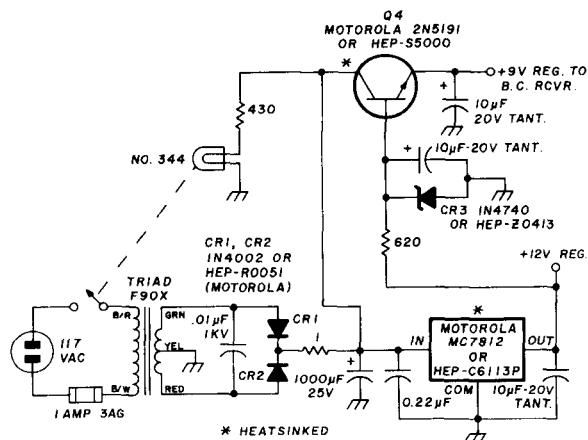 Q4
MOTOROLA 2N5191
OR HEP-S5000
*
+9V REG. TO
B.C. RCVR.
+
10µF
20V TANT.
430
NO. 344
+
10µF-20V TANT.
CR3 1N4740
OR HEP-Z0413
620
+12V REG.
CR1, CR2
1N4002 OR
HEP-R0051
(MOTOROLA)
TRIAD
F90X
B/R
GRN
YEL
RED
B/W
117
VAC
1 AMP 3AG
.01µF
1KV
CR1
CR2
1
+
1000µF
25V
0.22µF
*
IN
MOTOROLA
MC7812
OR
HEP-C6113P
COM
OUT
+
10µF-20V
TANT.
* HEATSINKED